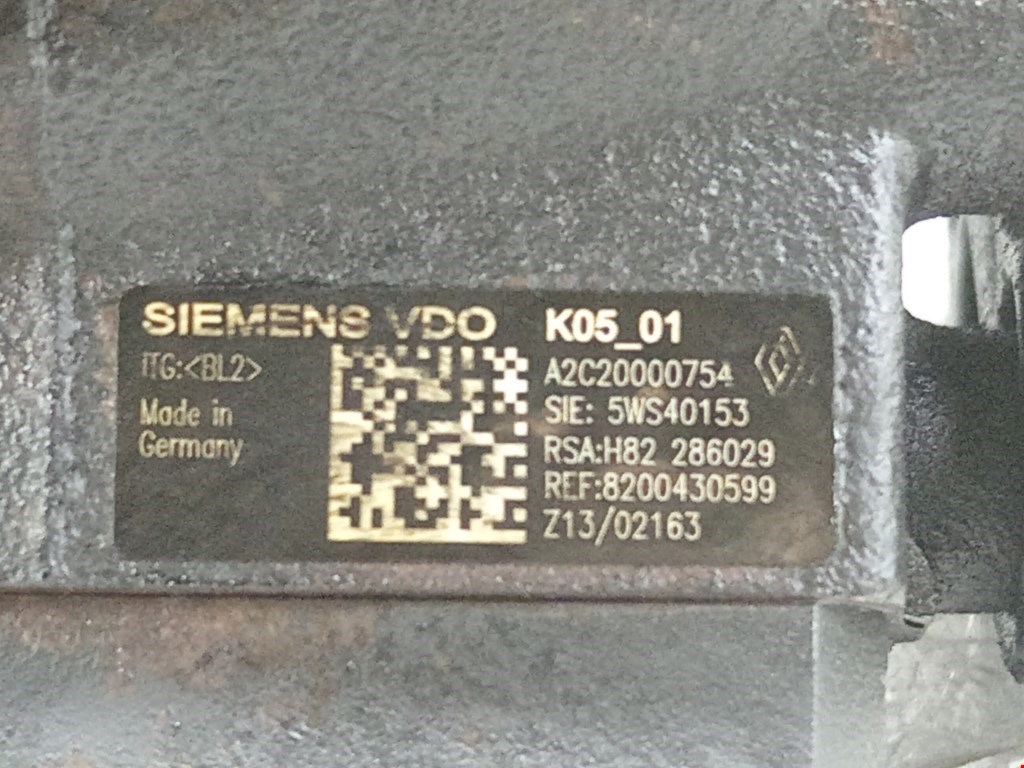 SIEMENS VDO
K05_01
ITG:<BL2>
A2C20000754
Made in
Germany
SIE: 5WS40153
RSA:H82 286029
REF:8200430599
Z13/02163